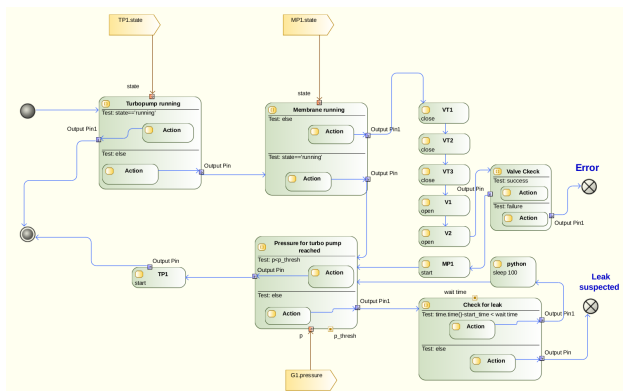 TP1.state
MP1.state
state
state
Turbopump running
Test: state=='running'
Action
Output Pin1
Test: else
Action
Output Pin
Membrane running
Test: else
Action
Output Pin1
Test: state=='running'
Action
Output Pin
VT1
close
VT2
close
VT3
close
V1
open
V2
open
Valve Check
Test: success
Action
Output Pin
Test: failure
Action
Output Pin1
Error
Pressure for turbo pump
reached
Test: p<p_thresh
Action
Output Pin
Test: else
Action
Output Pin1
p
p_thresh
G1.pressure
TP1
start
MP1
start
python
sleep 100
wait time
Check for leak
Test: time.time()-start_time < wait time
Action
Output Pin1
Test: else
Action
Output Pin
Leak
suspected